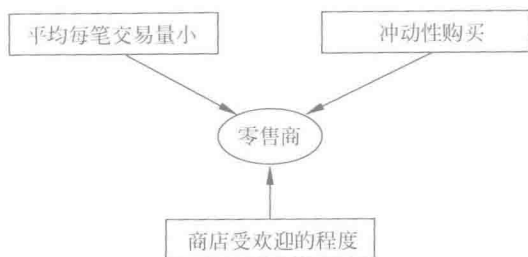 平均每笔交易量小
冲动性购买
零售商
商店受欢迎的程度